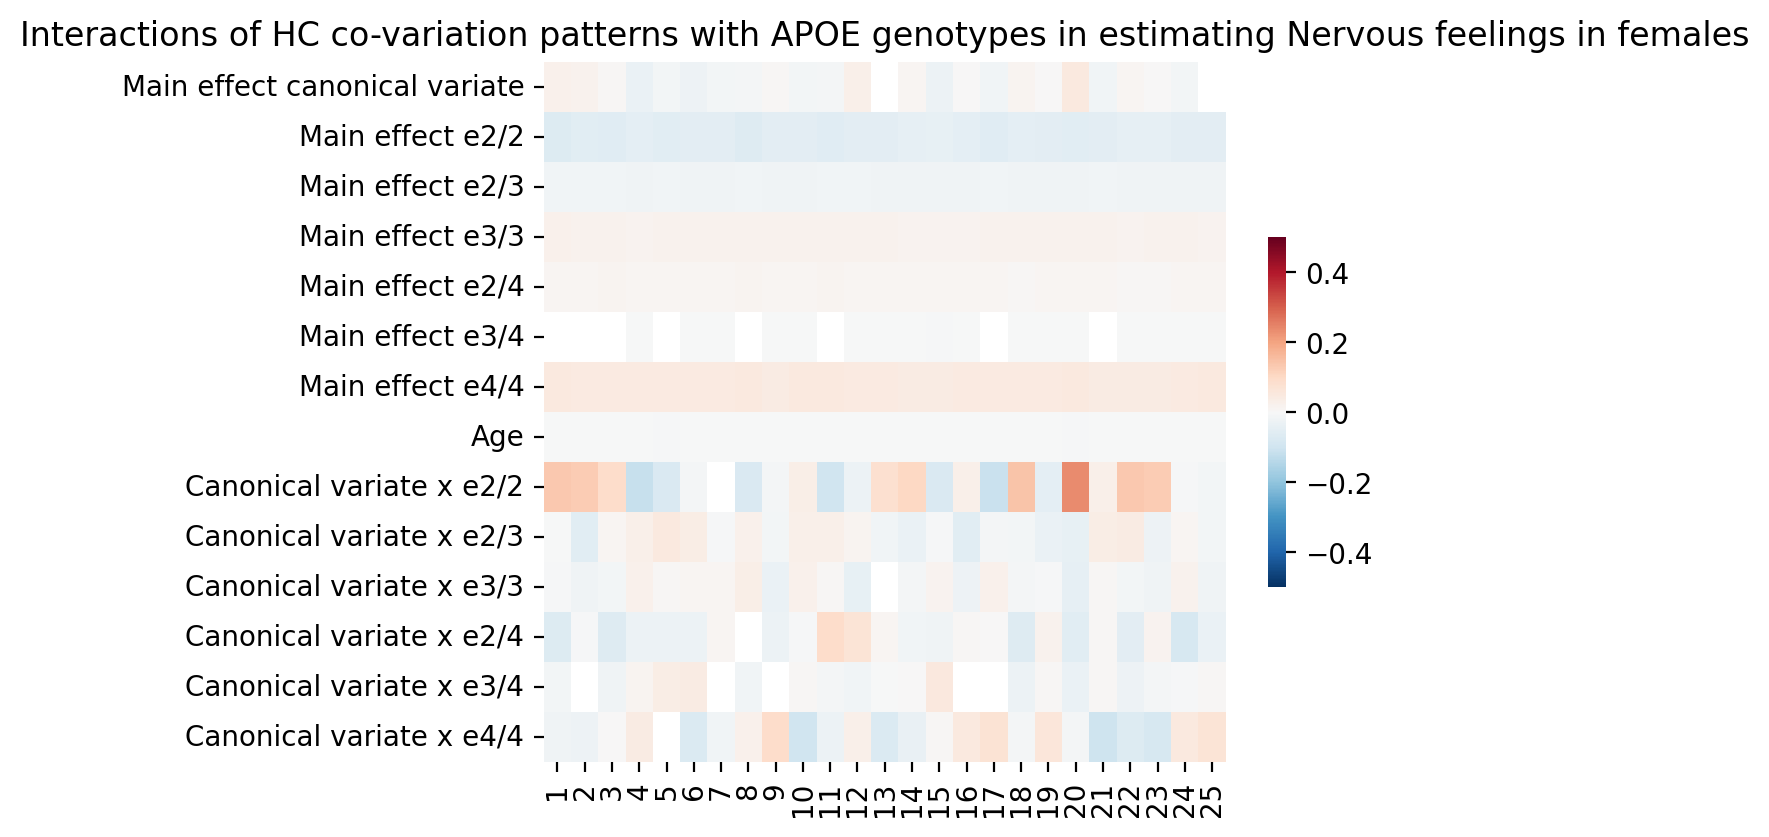 Interactions of HC co-variation patterns with APOE genotypes in estimating Nervous feelings in females
Main effect canonical variate
Main effect e2/2
Main effect e2/3
Main effect e3/3
Main effect e2/4
Main effect e3/4
Main effect e4/4
Age
Canonical variate x e2/2
Canonical variate x e2/3
Canonical variate x e3/3
Canonical variate x e2/4
Canonical variate x e3/4
Canonical variate x e4/4
1 2 3 4 5 6 7 8 9 10 11 12 13 14 15 16 17 18 19 20 21 22 23 24 25
0.4
0.2
0.0
−0.2
−0.4